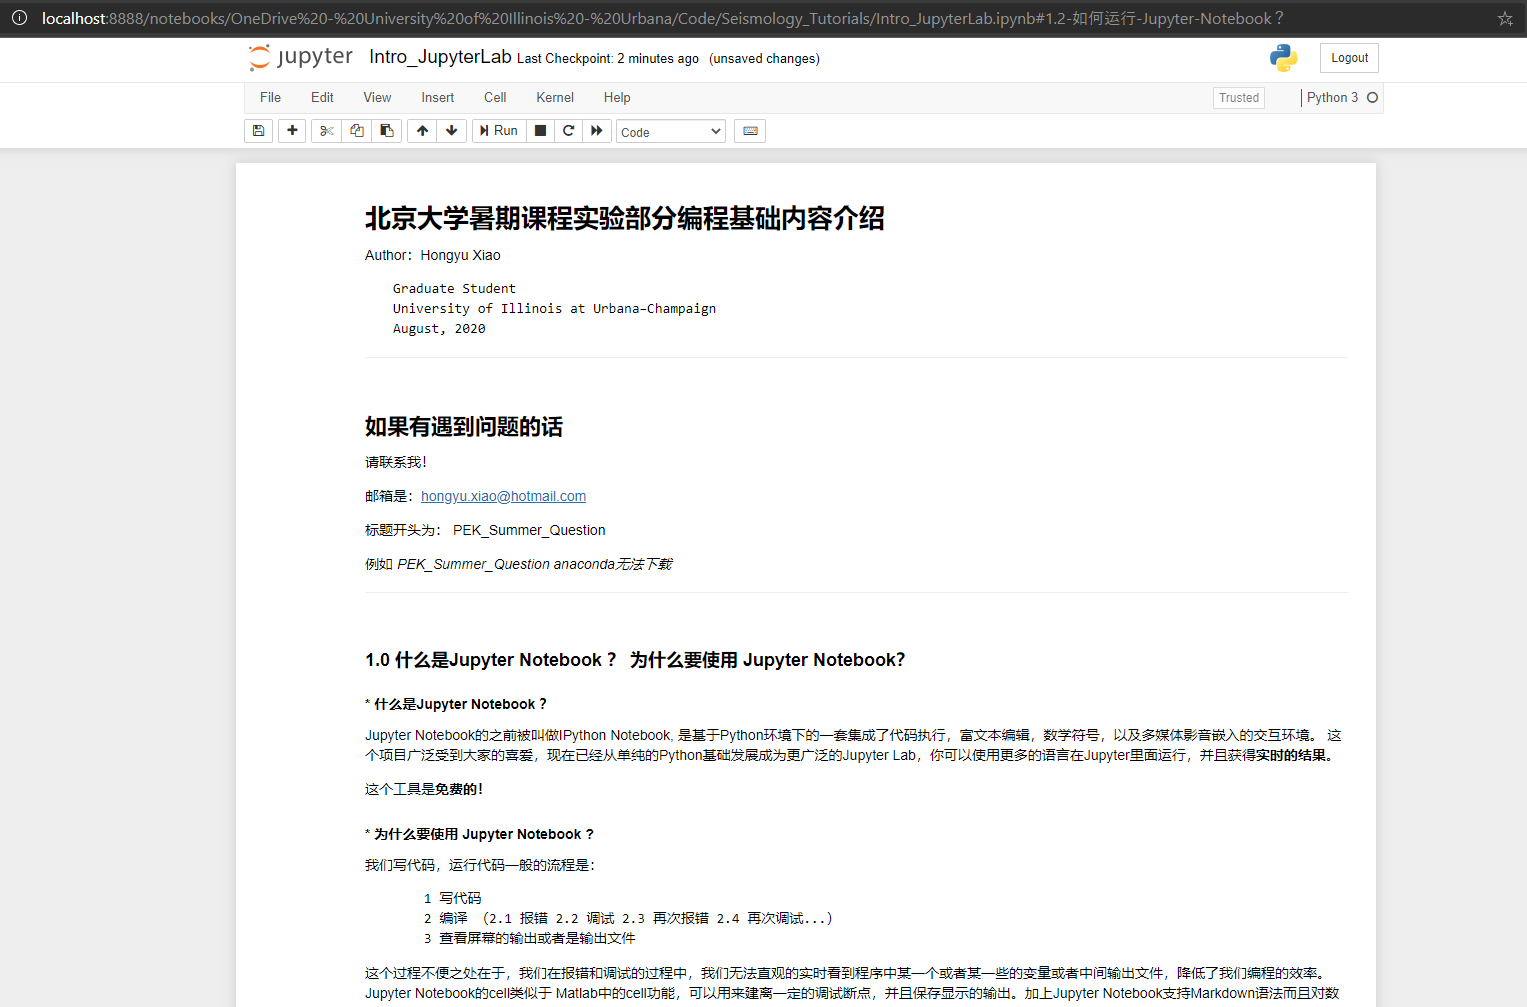 localhost:8888/notebooks/OneDrive%20-%20University%20of%20Illinois%20-%20Urbana/Code/Seismology_Tutorials/Intro_JupyterLab.ipynb#1.2-如何运行-Jupyter-Notebook？
jupyter Intro_JupyterLab Last Checkpoint: 2 minutes ago (unsaved changes) Logout
File Edit View Insert Cell Kernel Help Trusted Python 3
Run Code
北京大学暑期课程实验部分编程基础内容介绍
Author：Hongyu Xiao
Graduate Student
University of Illinois at Urbana–Champaign
August, 2020
如果有遇到问题的话
请联系我！
邮箱是：hongyu.xiao@hotmail.com
标题开头为： PEK_Summer_Question
例如 PEK_Summer_Question anaconda无法下载
1.0 什么是Jupyter Notebook ？ 为什么要使用 Jupyter Notebook?
* 什么是Jupyter Notebook ？
Jupyter Notebook的之前被叫做IPython Notebook, 是基于Python环境下的一套集成了代码执行，富文本编辑，数学符号，以及多媒体影音嵌入的交互环境。 这
个项目广泛受到大家的喜爱，现在已经从单纯的Python基础发展成为更广泛的Jupyter Lab，你可以使用更多的语言在Jupyter里面运行，并且获得实时的结果。
这个工具是免费的！
* 为什么要使用 Jupyter Notebook ?
我们写代码，运行代码一般的流程是：
1 写代码
2 编译 （2.1 报错 2.2 调试 2.3 再次报错 2.4 再次调试...）
3 查看屏幕的输出或者是输出文件
这个过程不便之处在于，我们在报错和调试的过程中，我们无法直观的实时看到程序中某一个或者某一些的变量或者中间输出文件，降低了我们编程的效率。
Jupyter Notebook的cell类似于 Matlab中的cell功能，可以用来建离一定的调试断点，并且保存显示的输出。加上Jupyter Notebook支持Markdown语法而且对数